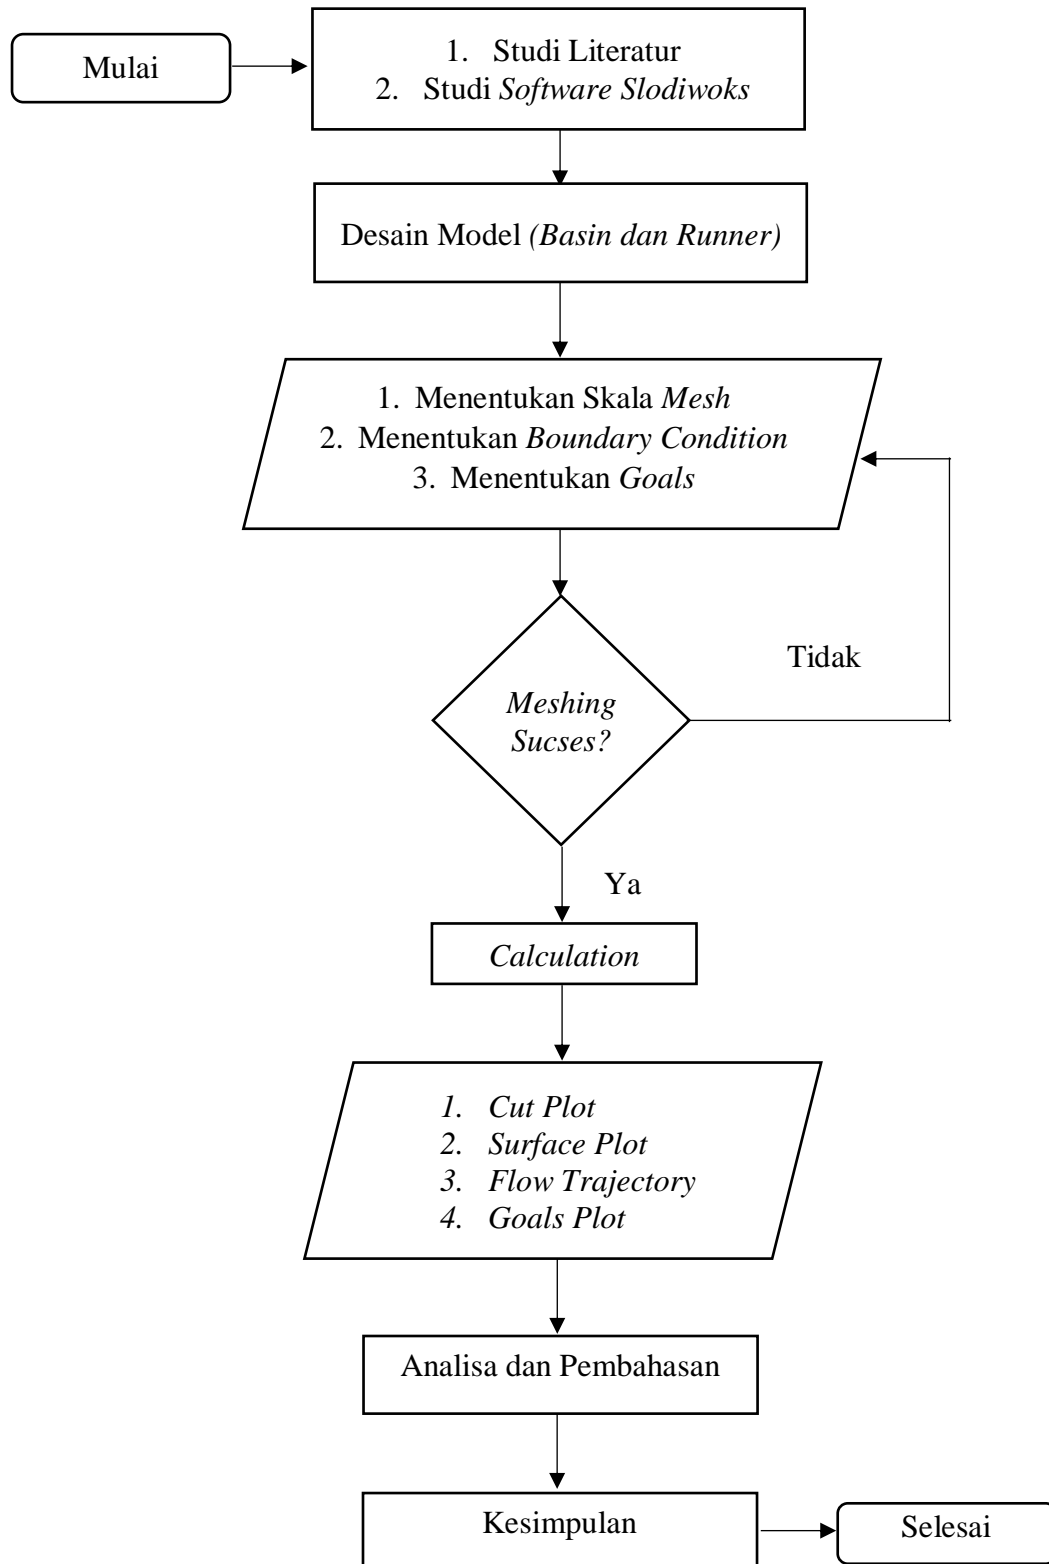 Mulai
1. Studi Literatur
2. Studi Software Slodiwoks
Desain Model (Basin dan Runner)
1. Menentukan Skala Mesh
2. Menentukan Boundary Condition
3. Menentukan Goals
Tidak
Meshing
Sucses?
Ya
Calculation
1. Cut Plot
2. Surface Plot
3. Flow Trajectory
4. Goals Plot
Analisa dan Pembahasan
Kesimpulan
Selesai